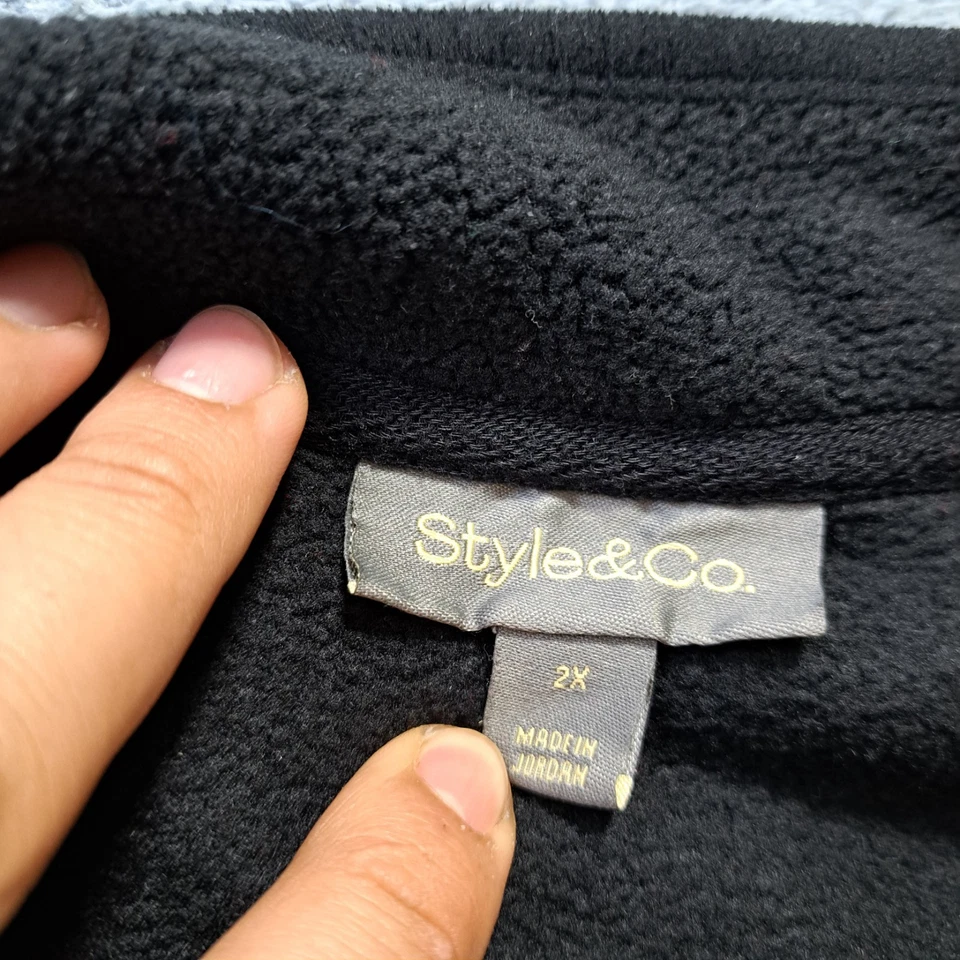 Style&Co.
2X
MADE IN
JORDAN